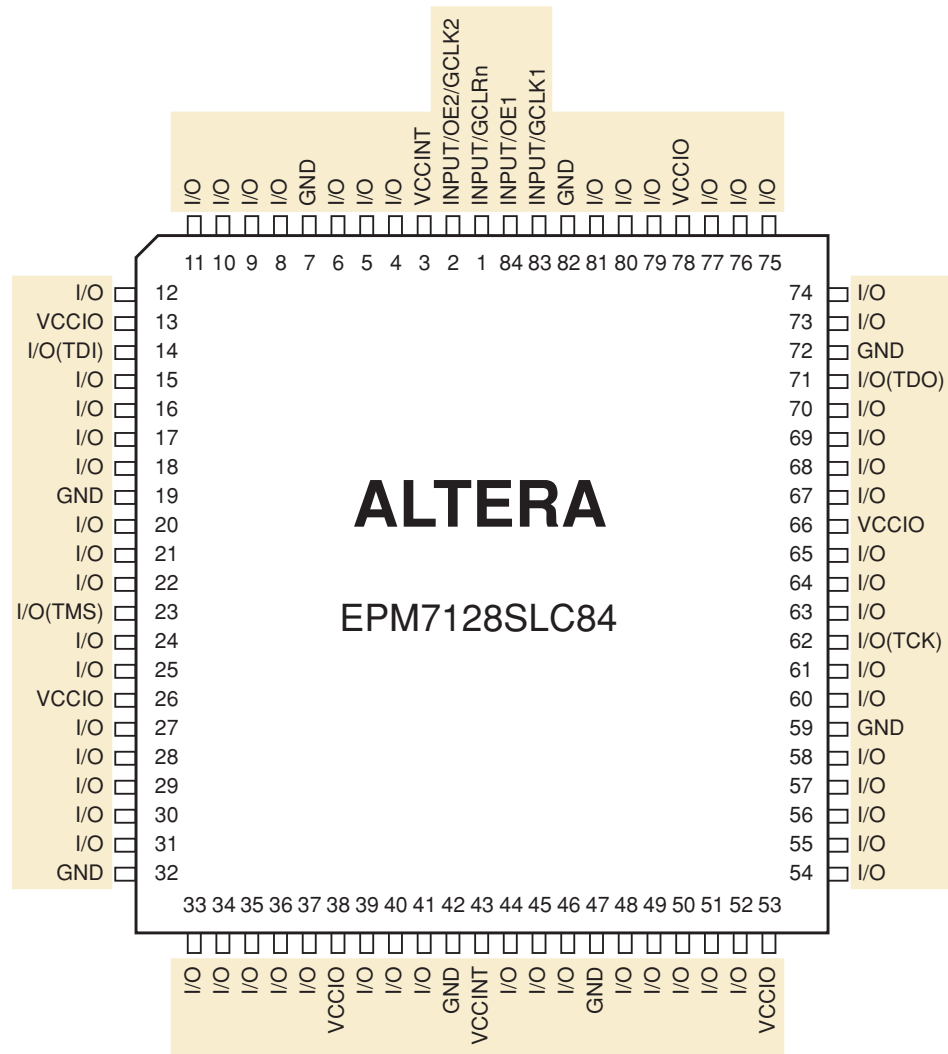 I/O I/O I/O I/O GND I/O I/O I/O VCCINT INPUT/OE2/GCLK2 INPUT/GCLRn INPUT/OE1 INPUT/GCLK1 GND I/O I/O I/O VCCIO I/O I/O I/O
11 10 9 8 7 6 5 4 3 2 1 84 83 82 81 80 79 78 77 76 75
I/O 12 74 I/O
VCCIO 13 73 I/O
I/O(TDI) 14 72 GND
I/O 15 71 I/O(TDO)
I/O 16 70 I/O
I/O 17 69 I/O
I/O 18 68 I/O
GND 19 67 I/O
I/O 20 66 VCCIO
I/O 21 65 I/O
I/O 22 64 I/O
I/O(TMS) 23 63 I/O
I/O 24 62 I/O(TCK)
I/O 25 61 I/O
VCCIO 26 60 I/O
I/O 27 59 GND
I/O 28 58 I/O
I/O 29 57 I/O
I/O 30 56 I/O
I/O 31 55 I/O
GND 32 54 I/O
ALTERA
EPM7128SLC84
33 34 35 36 37 38 39 40 41 42 43 44 45 46 47 48 49 50 51 52 53
I/O I/O I/O I/O I/O VCCIO I/O I/O I/O GND VCCINT I/O I/O I/O GND I/O I/O I/O I/O I/O VCCIO